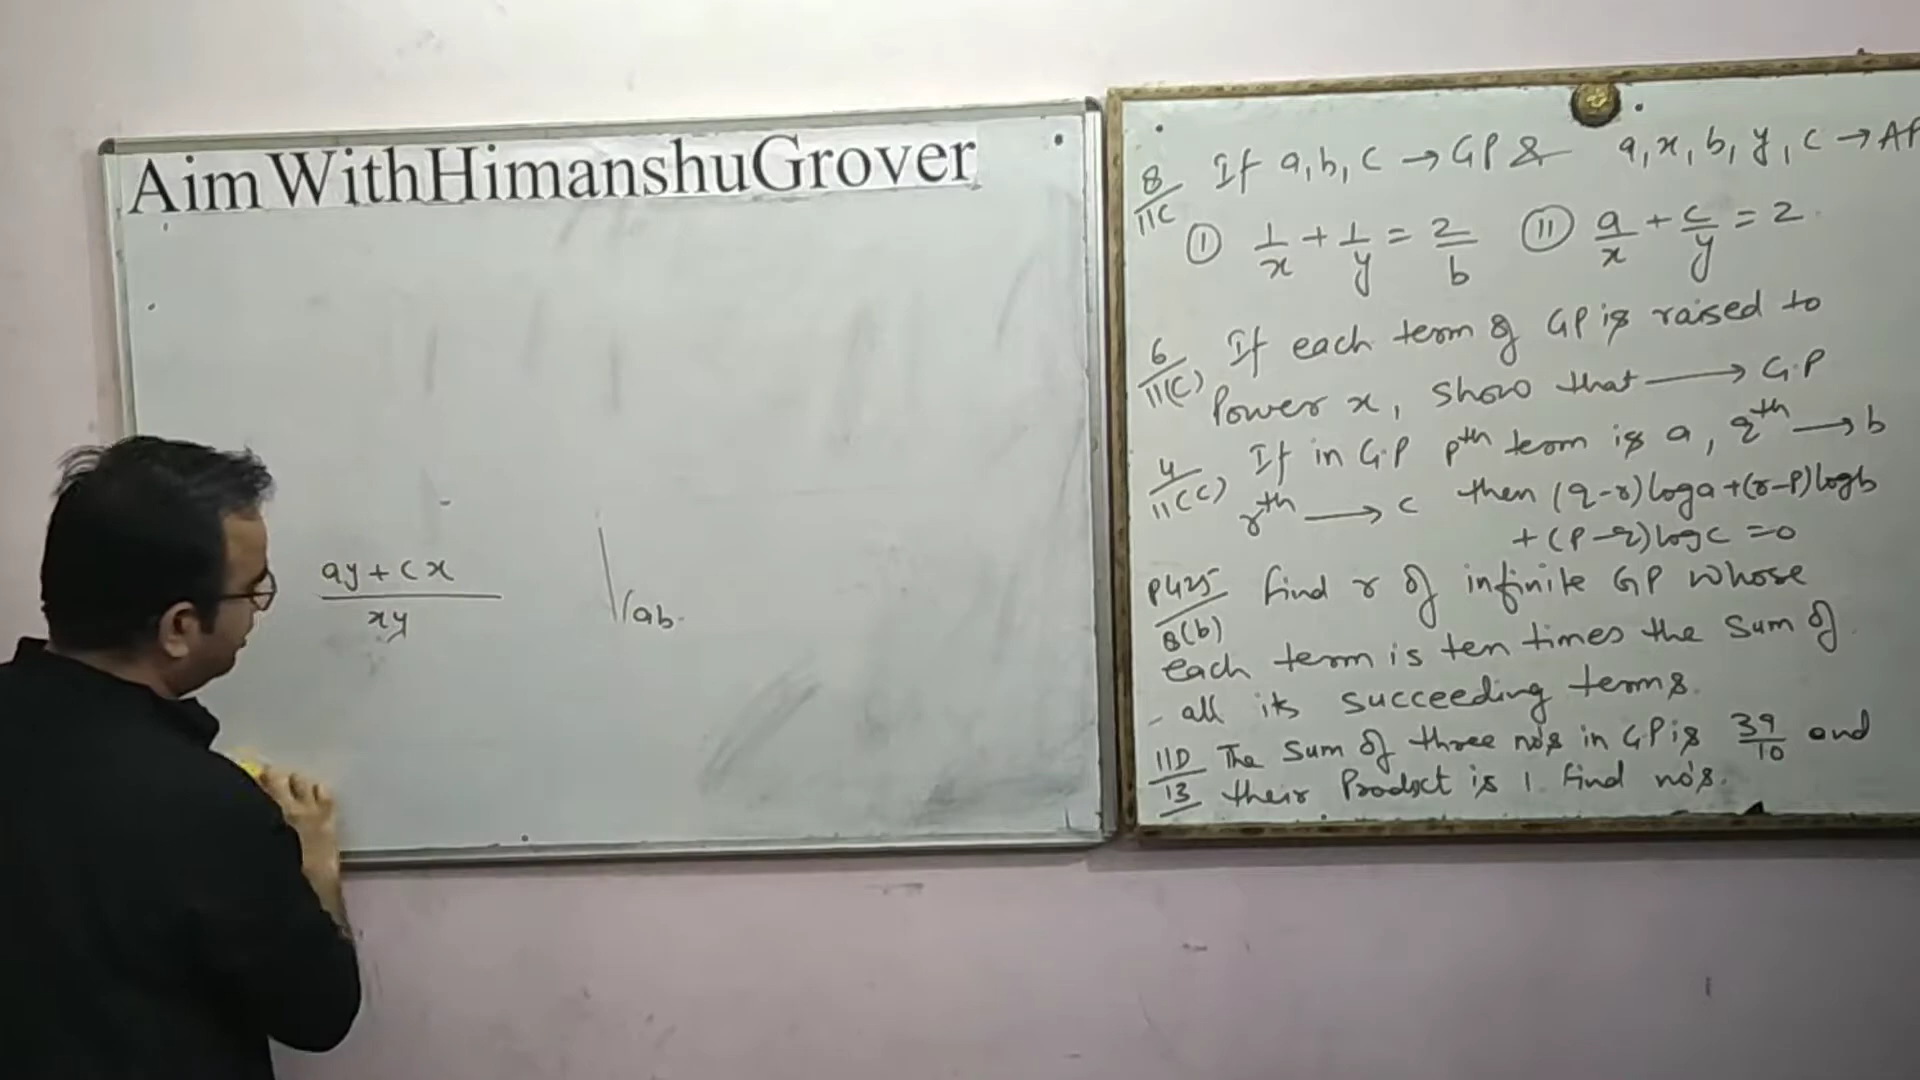 AimWithHimanshuGrover
ay + cx
xy
(ab.
8/11C If a, b, c → GP & a, x, b, y, c → AP
(I) 1/x + 1/y = 2/b (II) a/x + c/y = 2
6/11(C) If each term of GP is raised to
Power x, show that → G.P
4/11(C) If in G.P pth term is a, qth → b
rth → c then (q-r)loga+(r-p)logb
+(p-q)logc =0
P425/8(b) find r of infinite GP whose
each term is ten times the sum of
all its succeeding terms.
11D/13 The sum of three no's in GP is 39/10 and
their Product is 1. find no's.